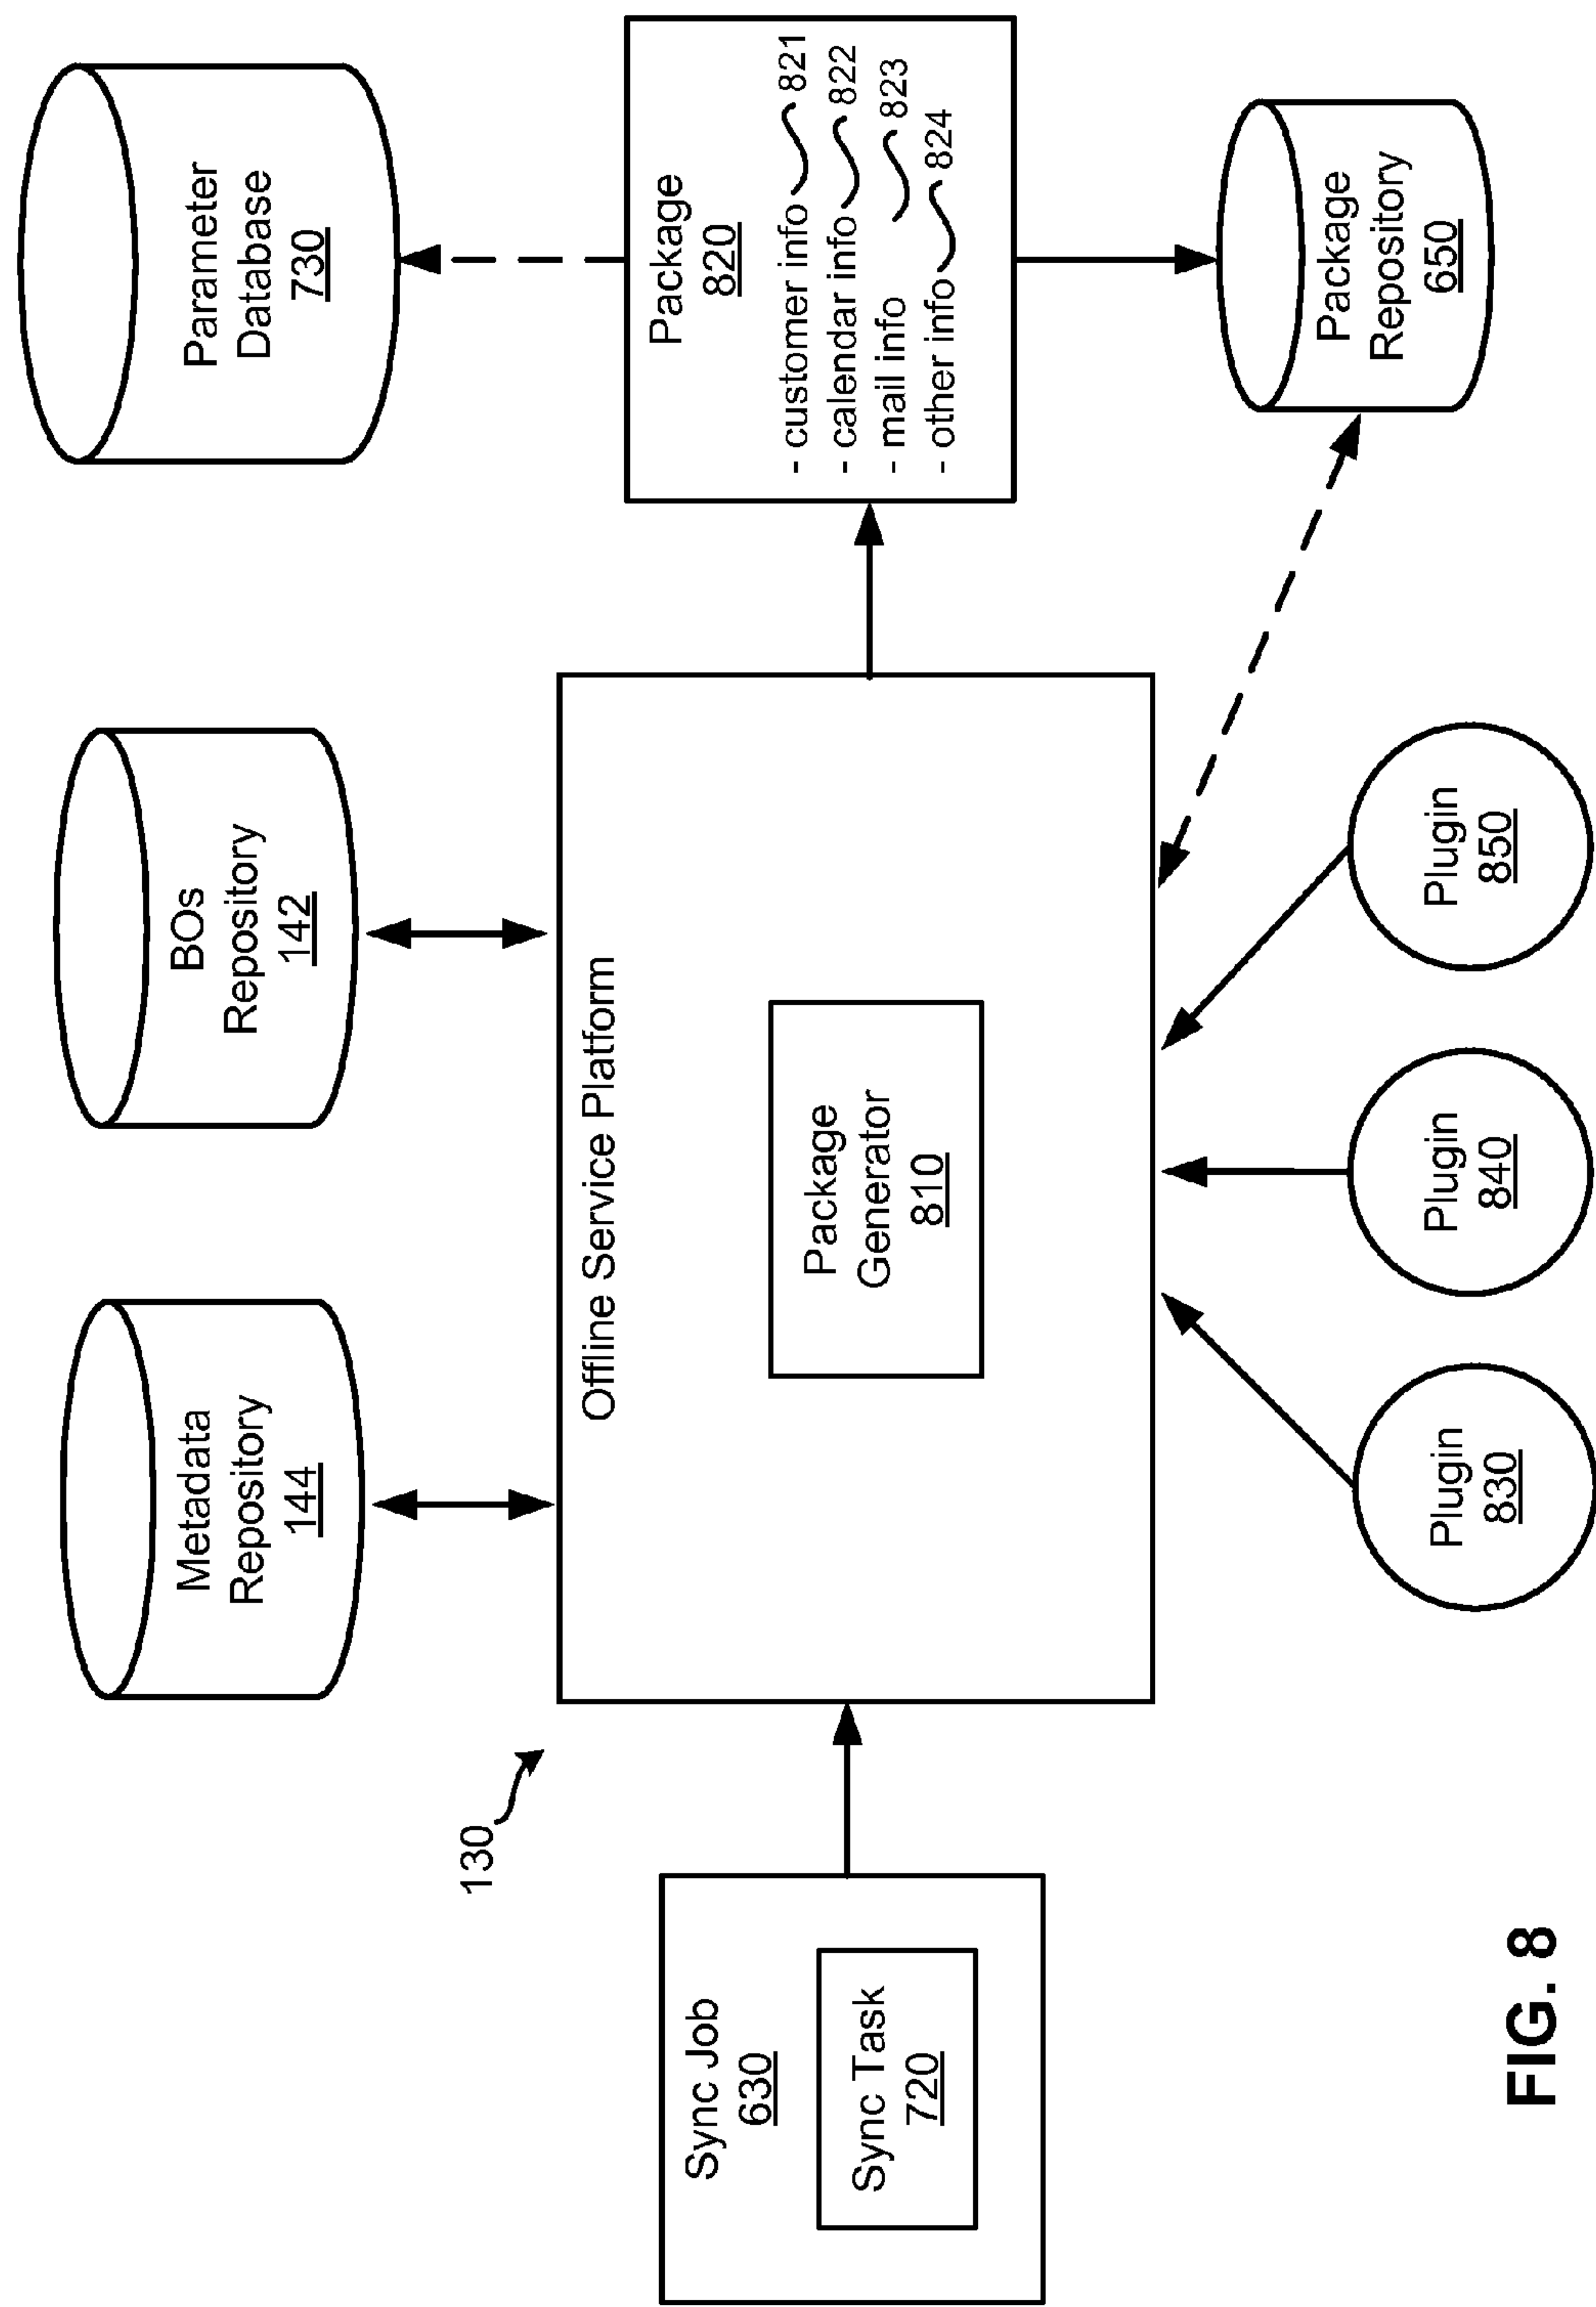 Metadata
Repository
144
BOs
Repository
142
Parameter
Database
730
130
Sync Job
630
Sync Task
720
Offline Service Platform
Package
Generator
810
Package
820
- customer info 821
- calendar info 822
- mail info 823
- other info 824
Plugin
830
Plugin
840
Plugin
850
Package
Repository
650
FIG. 8